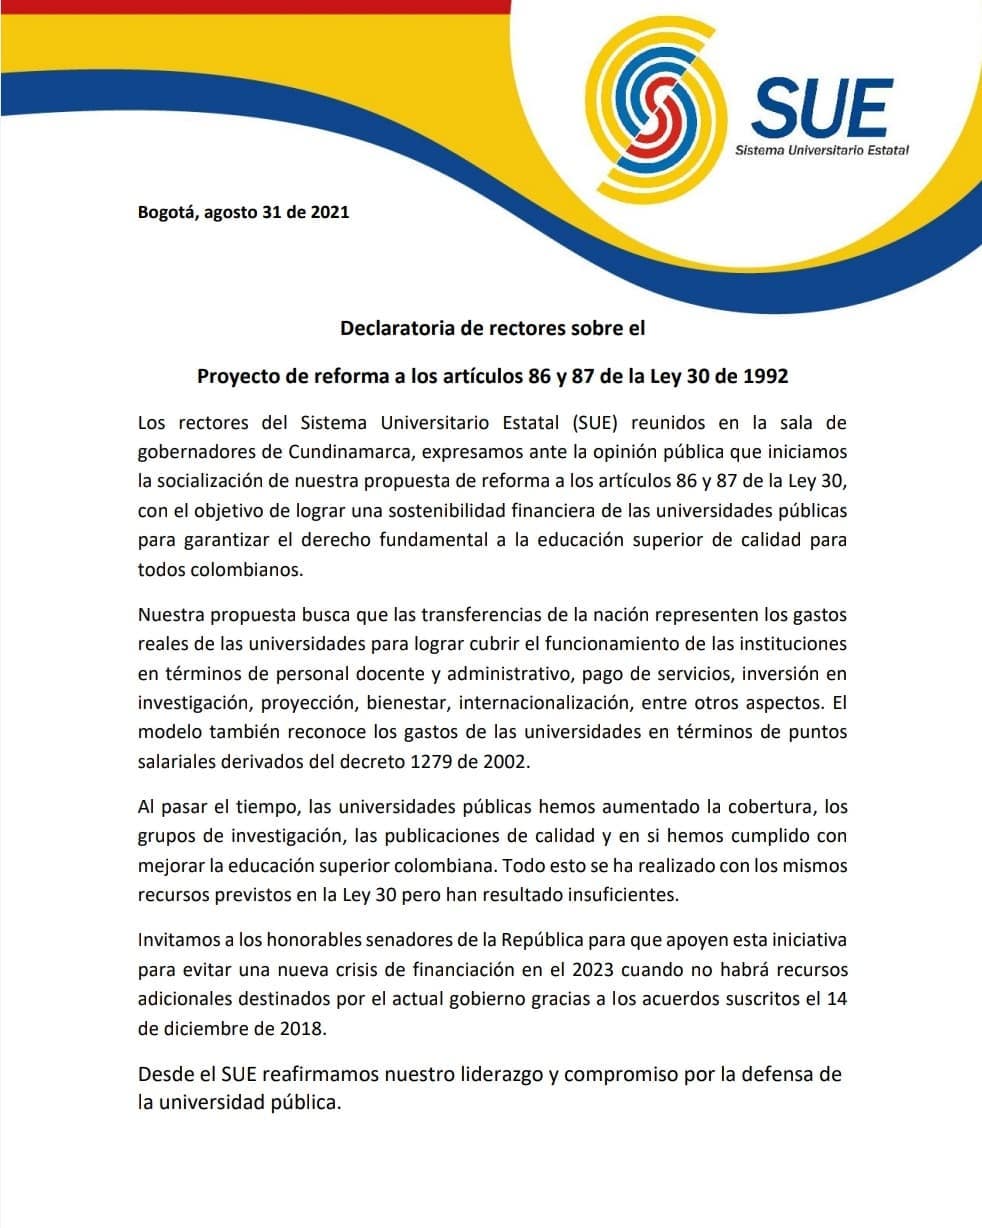 SUE
Sistema Universitario Estatal
Bogotá, agosto 31 de 2021
Declaratoria de rectores sobre el
Proyecto de reforma a los artículos 86 y 87 de la Ley 30 de 1992
Los rectores del Sistema Universitario Estatal (SUE) reunidos en la sala de
gobernadores de Cundinamarca, expresamos ante la opinión pública que iniciamos
la socialización de nuestra propuesta de reforma a los artículos 86 y 87 de la Ley 30,
con el objetivo de lograr una sostenibilidad financiera de las universidades públicas
para garantizar el derecho fundamental a la educación superior de calidad para
todos colombianos.
Nuestra propuesta busca que las transferencias de la nación representen los gastos
reales de las universidades para lograr cubrir el funcionamiento de las instituciones
en términos de personal docente y administrativo, pago de servicios, inversión en
investigación, proyección, bienestar, internacionalización, entre otros aspectos. El
modelo también reconoce los gastos de las universidades en términos de puntos
salariales derivados del decreto 1279 de 2002.
Al pasar el tiempo, las universidades públicas hemos aumentado la cobertura, los
grupos de investigación, las publicaciones de calidad y en si hemos cumplido con
mejorar la educación superior colombiana. Todo esto se ha realizado con los mismos
recursos previstos en la Ley 30 pero han resultado insuficientes.
Invitamos a los honorables senadores de la República para que apoyen esta iniciativa
para evitar una nueva crisis de financiación en el 2023 cuando no habrá recursos
adicionales destinados por el actual gobierno gracias a los acuerdos suscritos el 14
de diciembre de 2018.
Desde el SUE reafirmamos nuestro liderazgo y compromiso por la defensa de
la universidad pública.